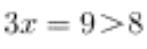 3x = 9>8